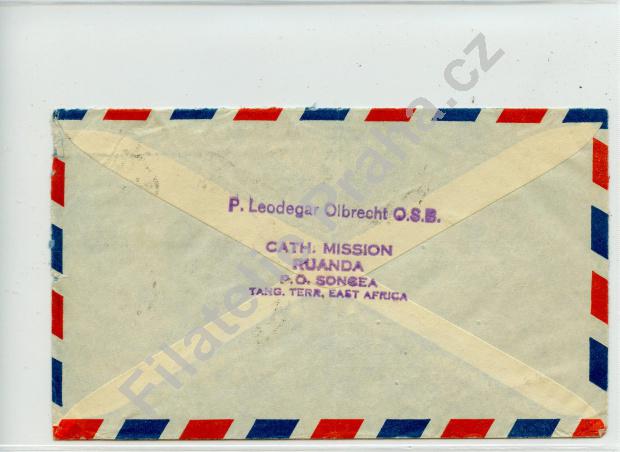 P. Leodegar Olbrecht O.S.B.
CATH. MISSION
RUANDA
P.O. SONGEA
TANG. TERR, EAST AFRICA
Filatelie Praha.cz